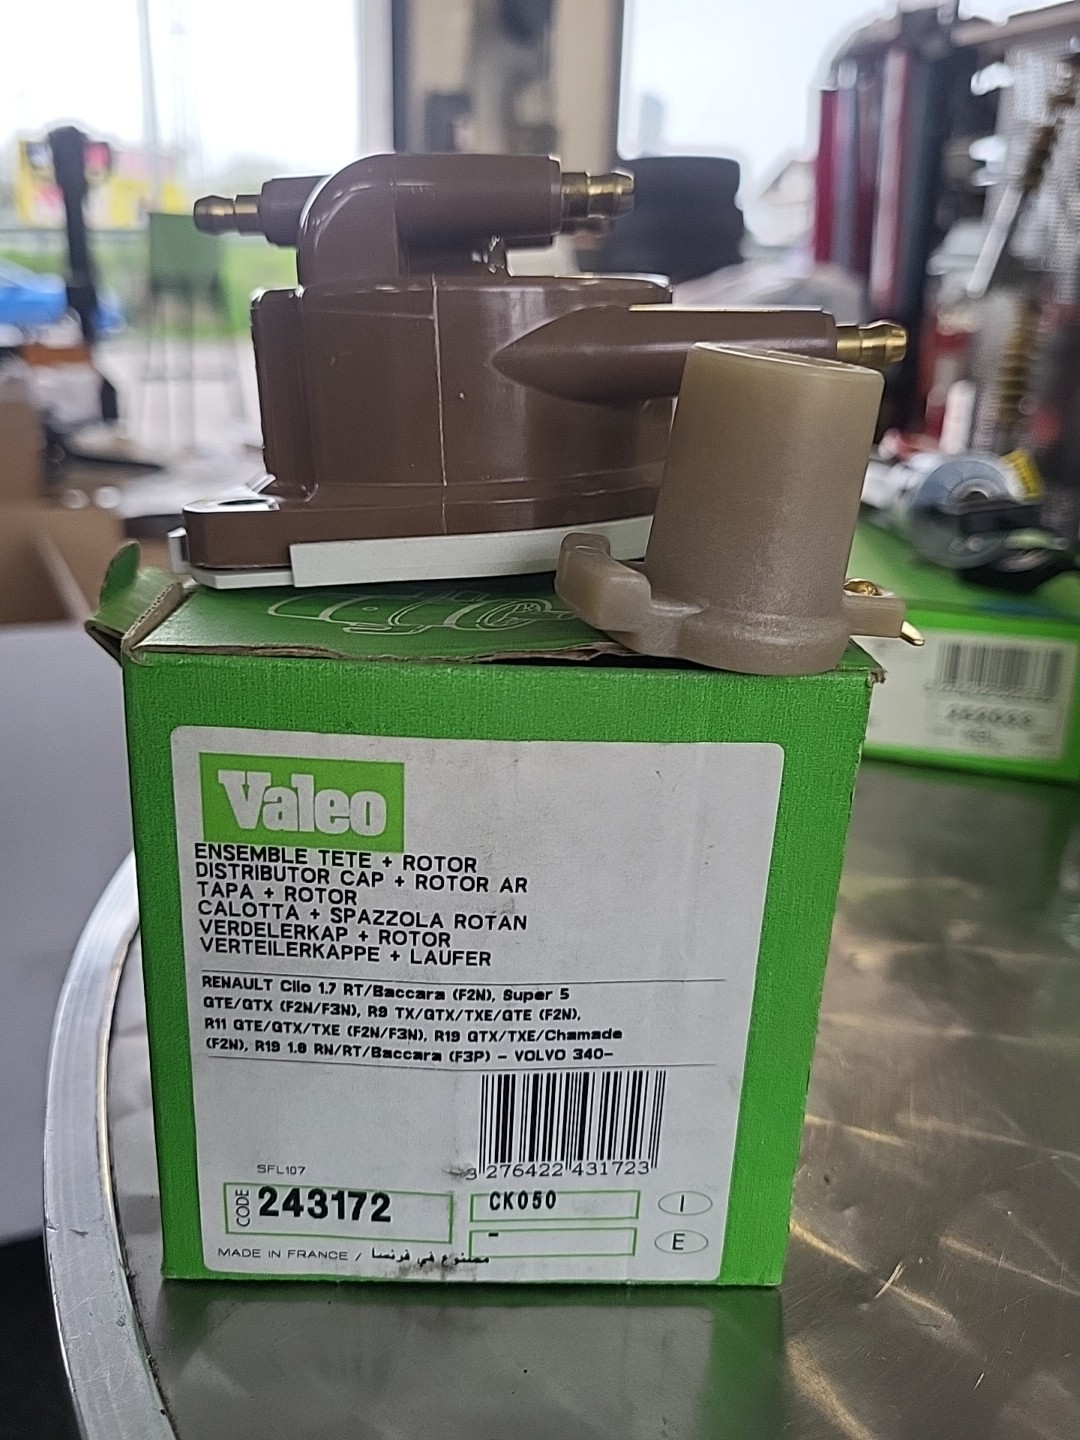 Valeo
ENSEMBLE TETE + ROTOR
DISTRIBUTOR CAP + ROTOR AR
TAPA + ROTOR
CALOTTA + SPAZZOLA ROTAN
VERDELERKAP + ROTOR
VERTEILERKAPPE + LAUFER
RENAULT Clio 1.7 RT/Baccara (F2N), Super 5
GTE/GTX (F2N/F3N), R9 TX/GTX/TXE/GTE (F2N),
R11 GTE/GTX/TXE (F2N/F3N), R19 GTX/TXE/Chamade
(F2N), R19 1.8 RN/RT/Baccara (F3P) - VOLVO 340-
3 276422 431723
SFL107
CODE 243172
CK050
I
-
E
MADE IN FRANCE / مصنوع في فرنسا